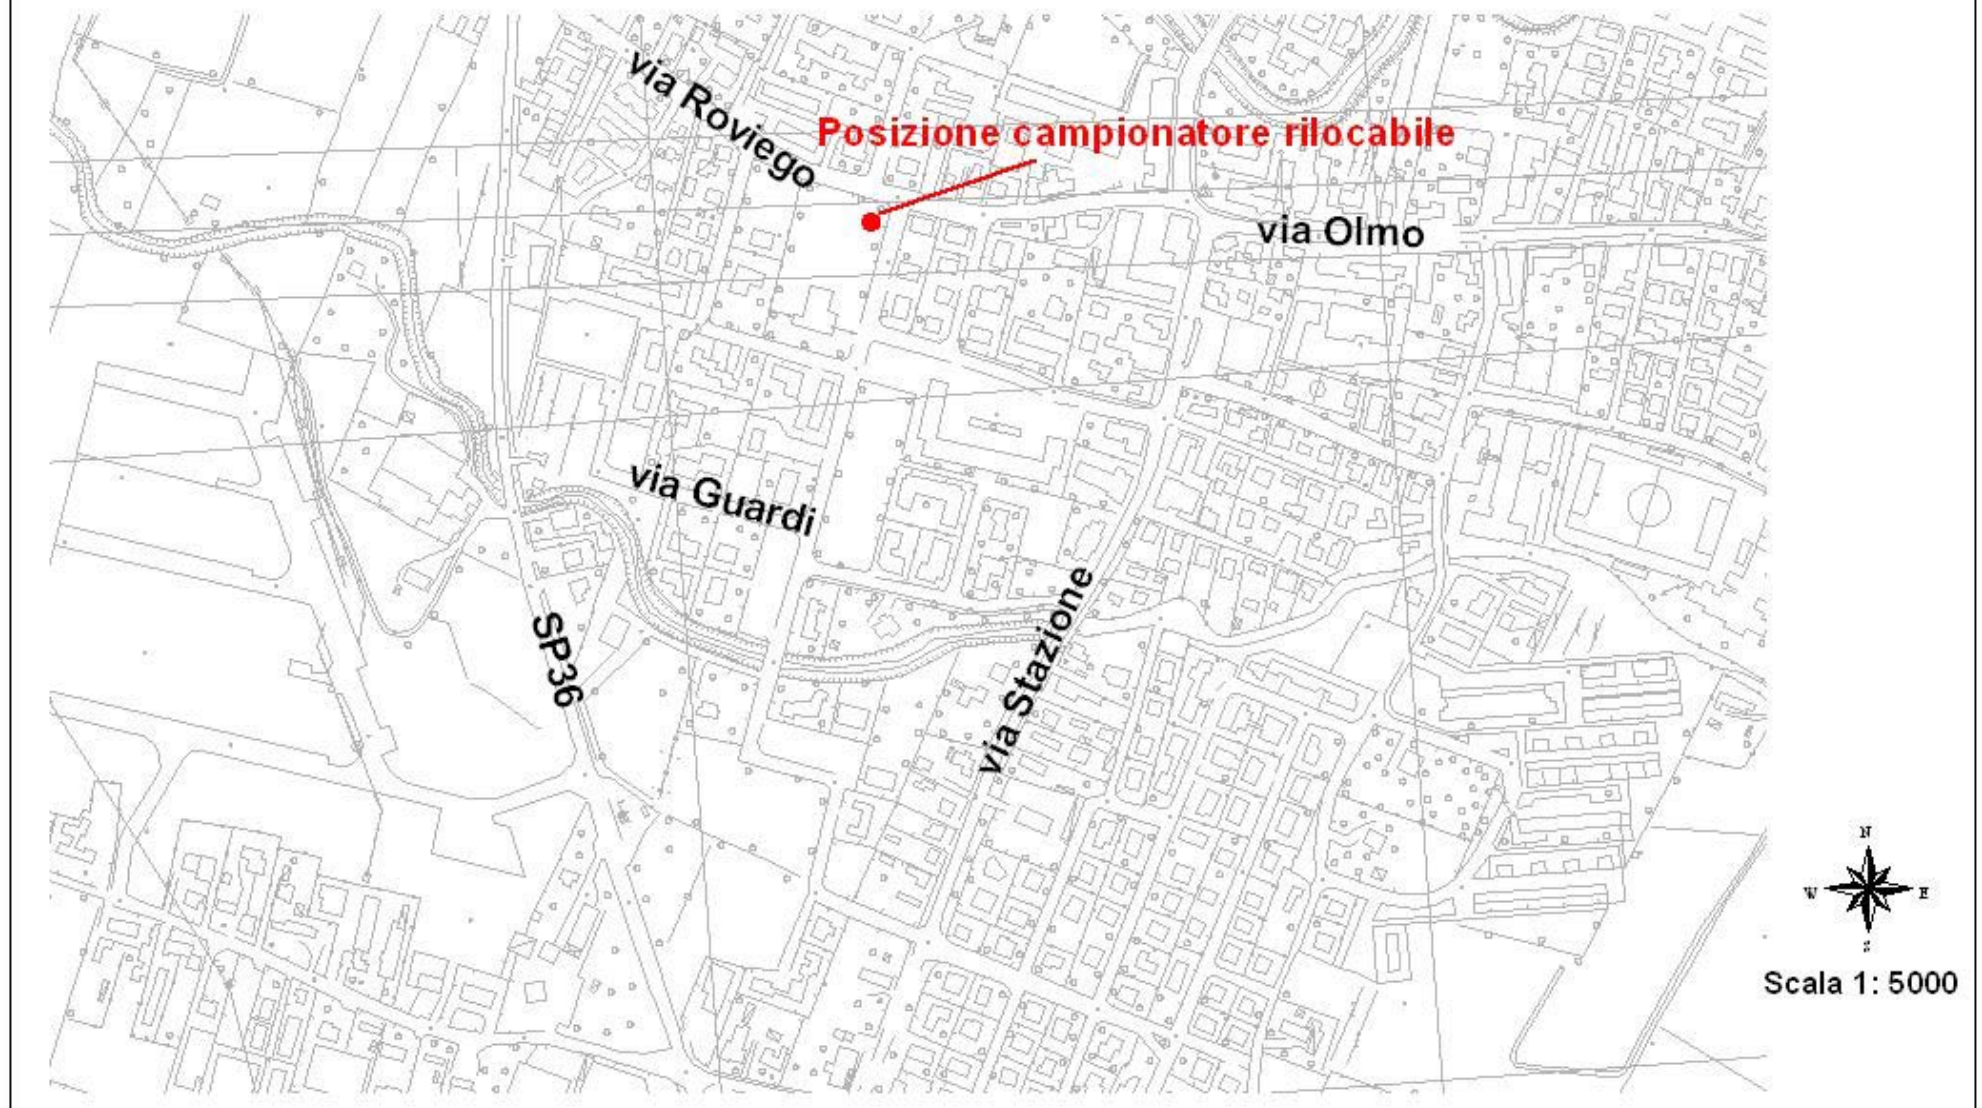 via Roviego
Posizione campionatore rilocabile
via Olmo
via Guardi
via Stazione
SP36
N
W E
S
Scala 1: 5000